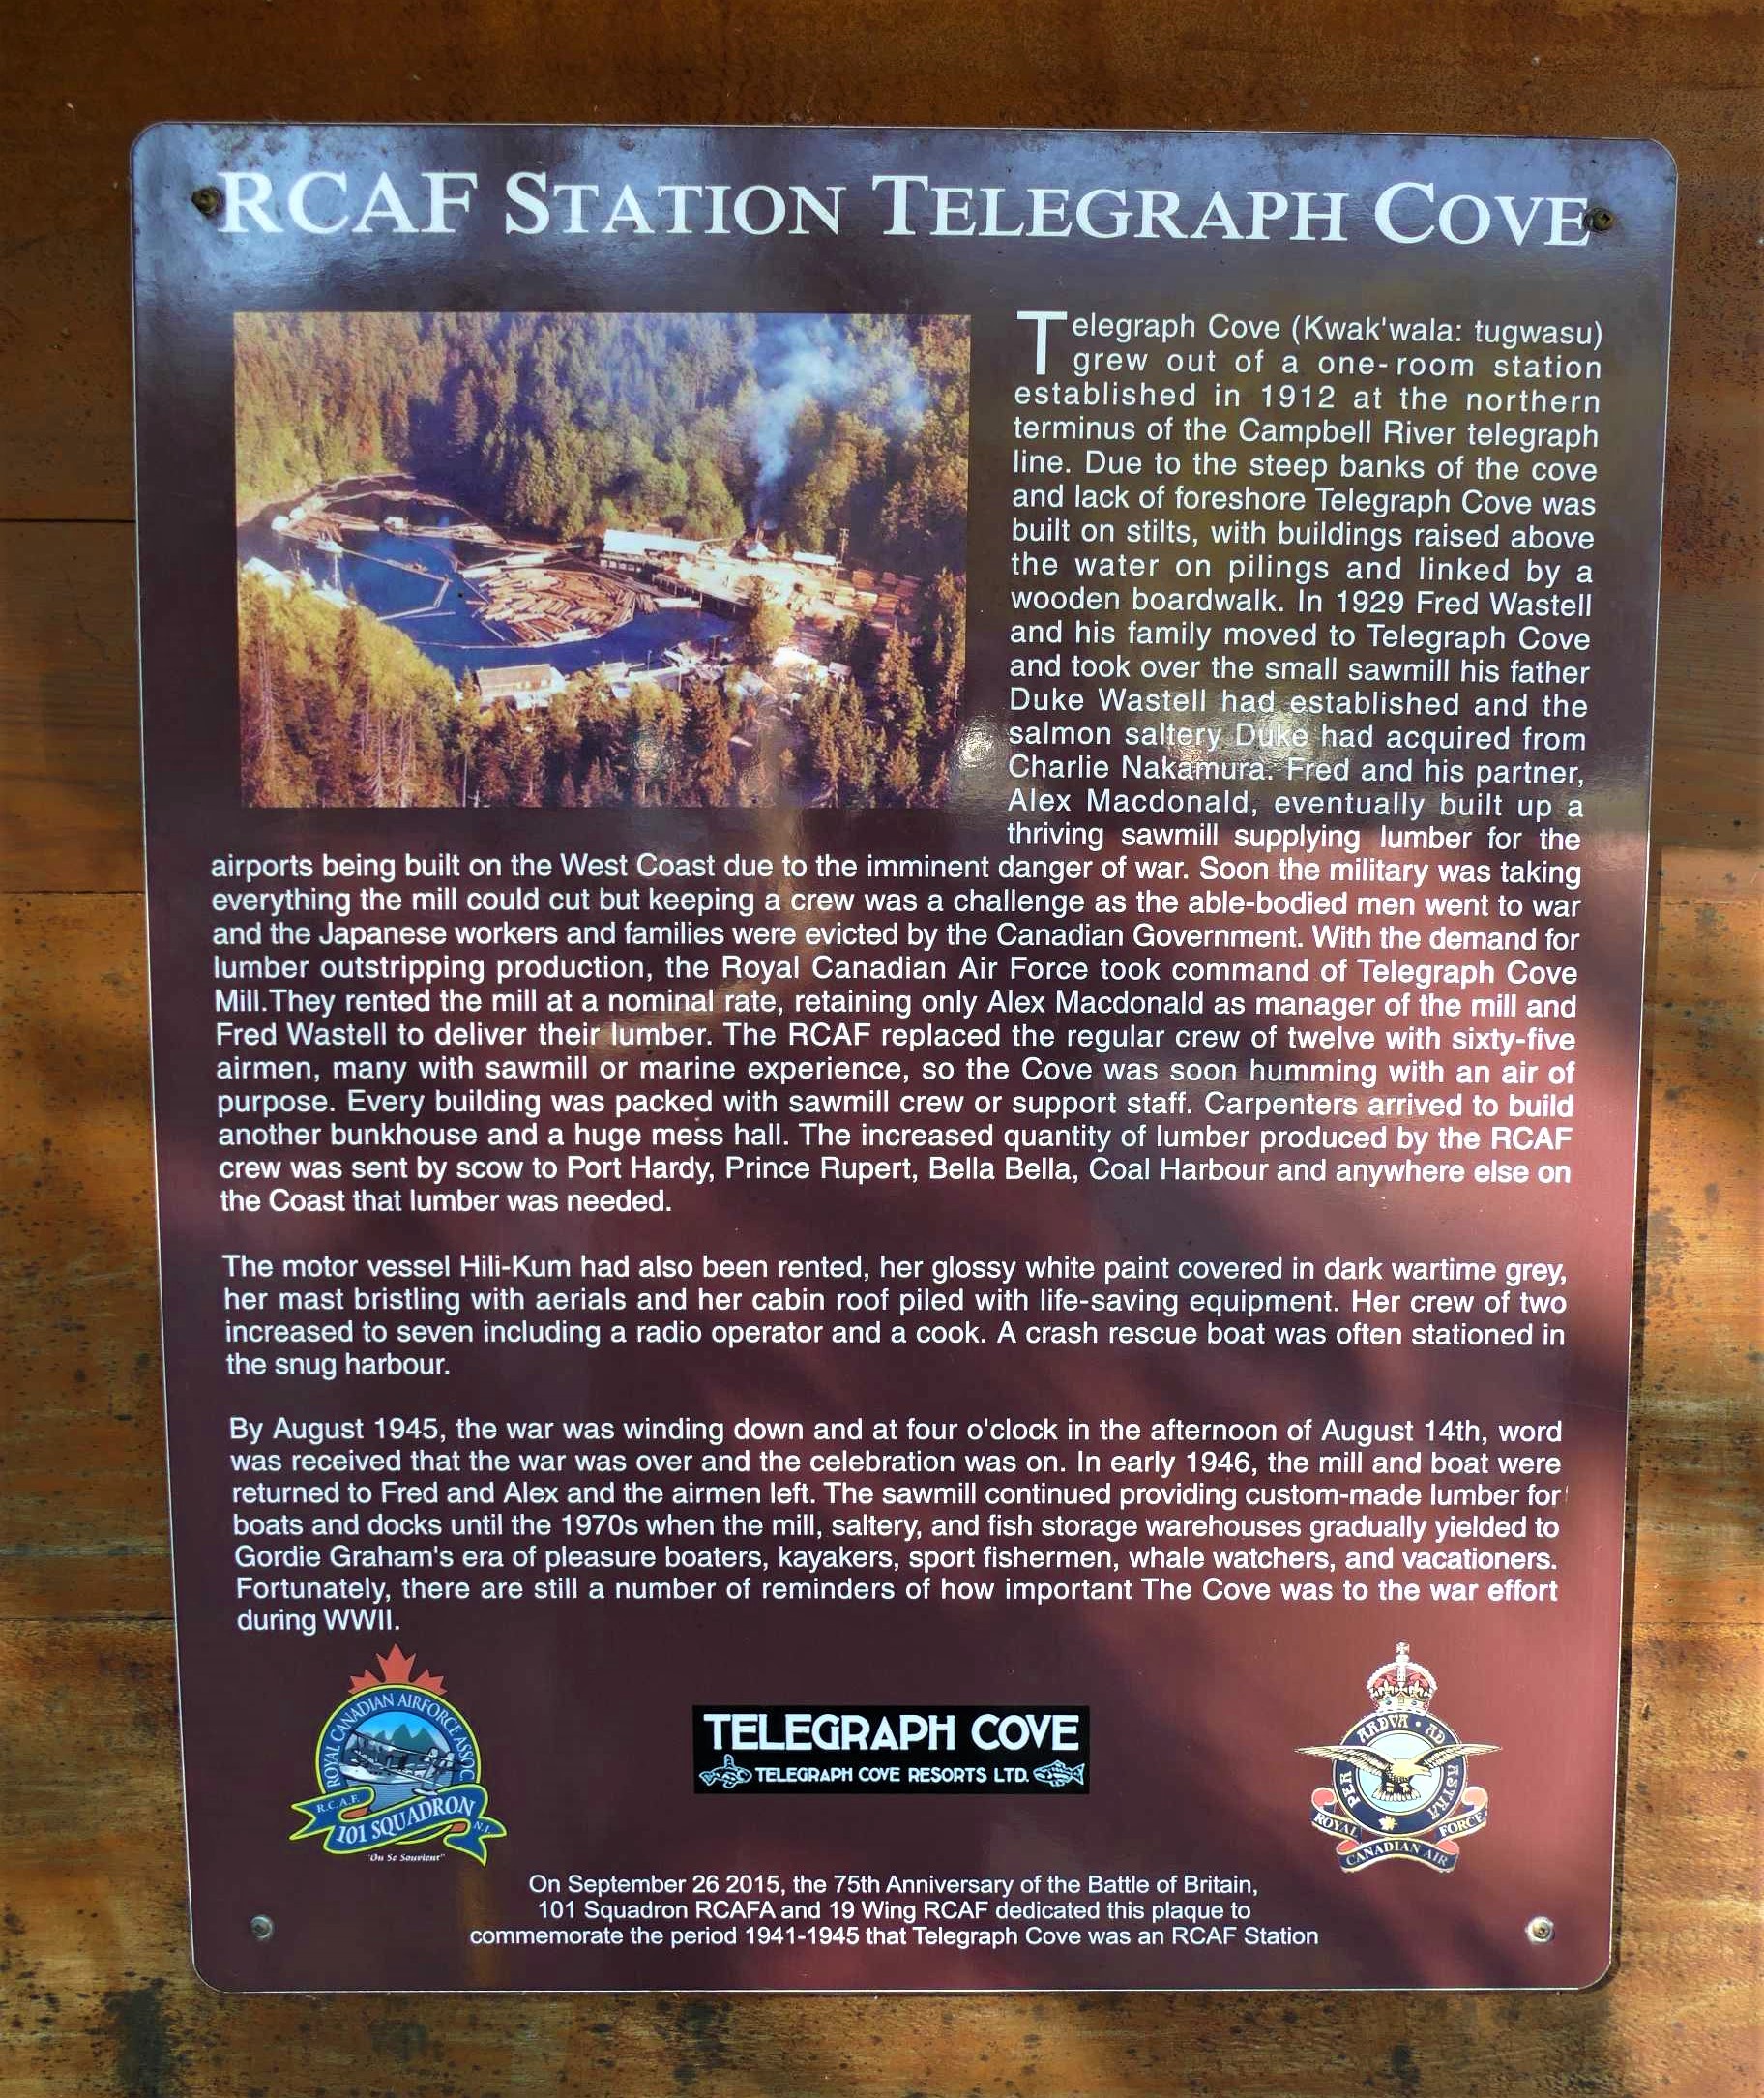 RCAF STATION TELEGRAPH COVE
Telegraph Cove (Kwak'wala: tugwasu)
grew out of a one-room station
established in 1912 at the northern
terminus of the Campbell River telegraph
line. Due to the steep banks of the cove
and lack of foreshore Telegraph Cove was
built on stilts, with buildings raised above
the water on pilings and linked by a
wooden boardwalk. In 1929 Fred Wastell
and his family moved to Telegraph Cove
and took over the small sawmill his father
Duke Wastell had established and the
salmon saltery Duke had acquired from
Charlie Nakamura. Fred and his partner,
Alex Macdonald, eventually built up a
thriving sawmill supplying lumber for the
airports being built on the West Coast due to the imminent danger of war. Soon the military was taking
everything the mill could cut but keeping a crew was a challenge as the able-bodied men went to war
and the Japanese workers and families were evicted by the Canadian Government. With the demand for
lumber outstripping production, the Royal Canadian Air Force took command of Telegraph Cove
Mill.They rented the mill at a nominal rate, retaining only Alex Macdonald as manager of the mill and
Fred Wastell to deliver their lumber. The RCAF replaced the regular crew of twelve with sixty-five
airmen, many with sawmill or marine experience, so the Cove was soon humming with an air of
purpose. Every building was packed with sawmill crew or support staff. Carpenters arrived to build
another bunkhouse and a huge mess hall. The increased quantity of lumber produced by the RCAF
crew was sent by scow to Port Hardy, Prince Rupert, Bella Bella, Coal Harbour and anywhere else on
the Coast that lumber was needed.
The motor vessel Hili-Kum had also been rented, her glossy white paint covered in dark wartime grey,
her mast bristling with aerials and her cabin roof piled with life-saving equipment. Her crew of two
increased to seven including a radio operator and a cook. A crash rescue boat was often stationed in
the snug harbour.
By August 1945, the war was winding down and at four o'clock in the afternoon of August 14th, word
was received that the war was over and the celebration was on. In early 1946, the mill and boat were
returned to Fred and Alex and the airmen left. The sawmill continued providing custom-made lumber for
boats and docks until the 1970s when the mill, saltery, and fish storage warehouses gradually yielded to
Gordie Graham's era of pleasure boaters, kayakers, sport fishermen, whale watchers, and vacationers.
Fortunately, there are still a number of reminders of how important The Cove was to the war effort
during WWII.
ROYAL CANADIAN AIRFORCE ASSOC
R.C.A.F. 101 SQUADRON N.I.
"On Se Souvient"
TELEGRAPH COVE
TELEGRAPH COVE RESORTS LTD.
PER ARDVA · AD ASTRA
ROYAL CANADIAN AIR FORCE
On September 26 2015, the 75th Anniversary of the Battle of Britain,
101 Squadron RCAFA and 19 Wing RCAF dedicated this plaque to
commemorate the period 1941-1945 that Telegraph Cove was an RCAF Station